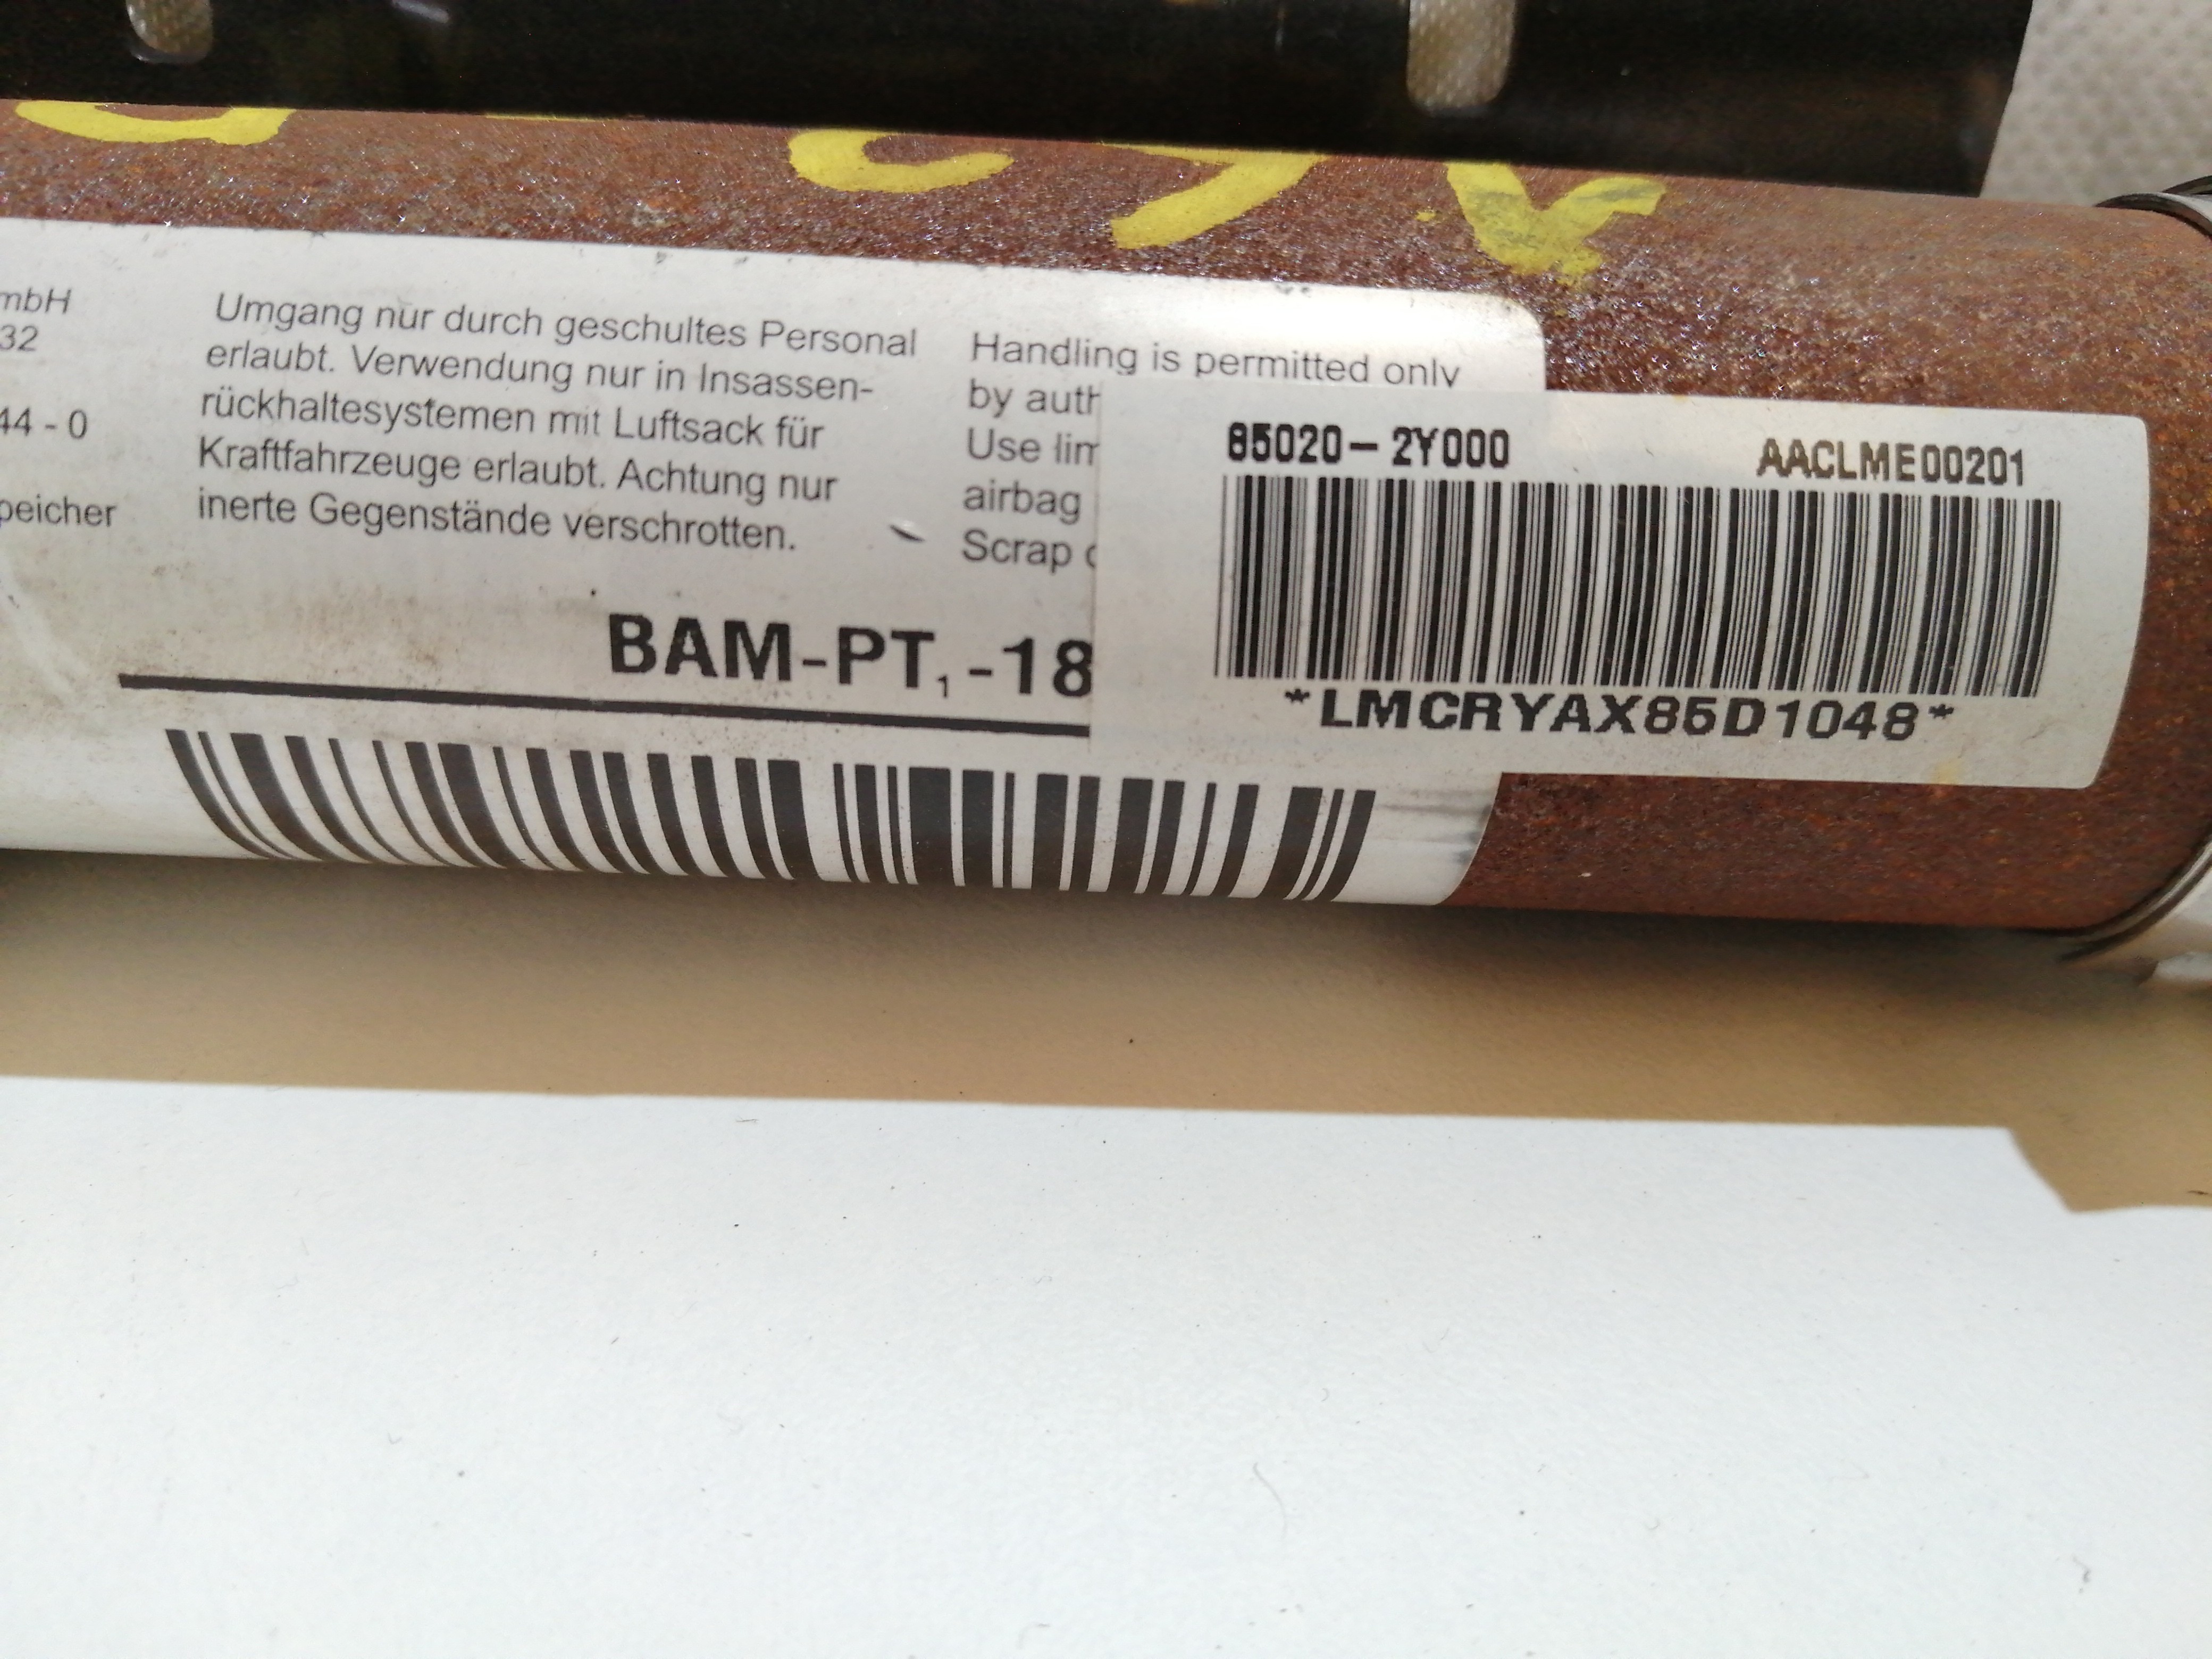 mbH
32
44 - 0
peicher
Umgang nur durch geschultes Personal
erlaubt. Verwendung nur in Insassen-
rückhaltesystemen mit Luftsack für
Kraftfahrzeuge erlaubt. Achtung nur
inerte Gegenstände verschrotten.
Handling is permitted only
by auth
Use lim
airbag
Scrap
BAM-PT₁-18
85020-2Y000 AACLME00201
*LMCRYAX85D1048*